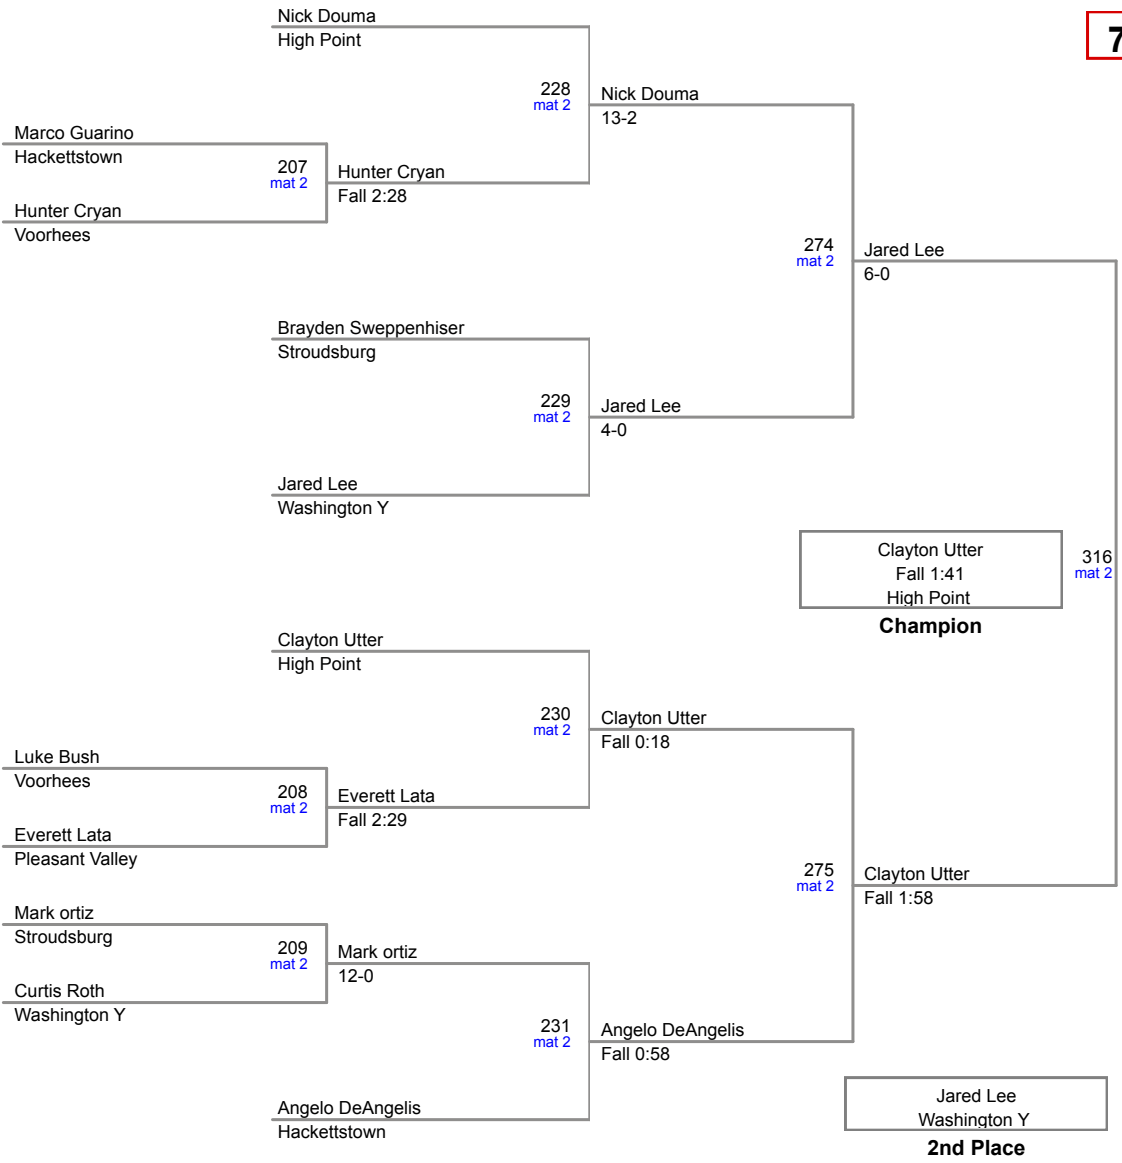 Nick Douma
High Point
7
228
mat 2
Nick Douma
13-2
Marco Guarino
Hackettstown
207
mat 2
Hunter Cryan
Fall 2:28
Hunter Cryan
Voorhees
274
mat 2
Jared Lee
6-0
Brayden Sweppenhiser
Stroudsburg
229
mat 2
Jared Lee
4-0
Jared Lee
Washington Y
Clayton Utter
Fall 1:41
High Point
Champion
316
mat 2
Clayton Utter
High Point
230
mat 2
Clayton Utter
Fall 0:18
Luke Bush
Voorhees
208
mat 2
Everett Lata
Fall 2:29
Everett Lata
Pleasant Valley
275
mat 2
Clayton Utter
Fall 1:58
Mark ortiz
Stroudsburg
209
mat 2
Mark ortiz
12-0
Curtis Roth
Washington Y
231
mat 2
Angelo DeAngelis
Fall 0:58
Angelo DeAngelis
Hackettstown
Jared Lee
Washington Y
2nd Place